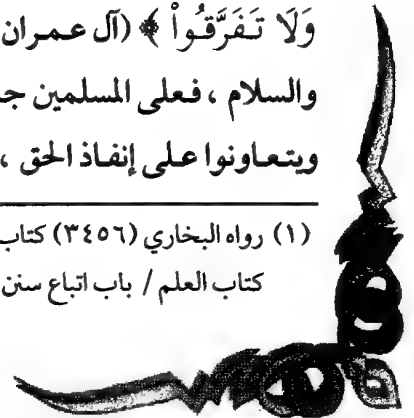 وَلَا تَفَرَّقُواْ ﴾ (آل عمران
والسلام ، فعلى المسلمين
ويتعاونوا على إنفاذ الحق ،
(١) رواه البخاري (٣٤٥٦) كتاب
كتاب العلم / باب اتباع سنن